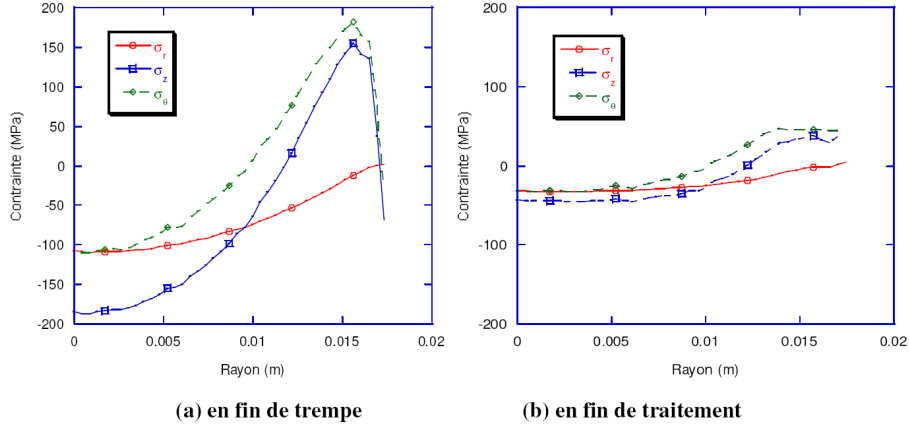 200
150
100
50
0
-50
-100
-150
-200
Contrainte (MPa)
σr
σz
σθ
0
0.005
0.01
0.015
0.02
Rayon (m)
(a) en fin de trempe
200
100
0
-100
-200
Contrainte (MPa)
σr
σz
σθ
0
0.005
0.01
0.015
0.02
Rayon (m)
(b) en fin de traitement